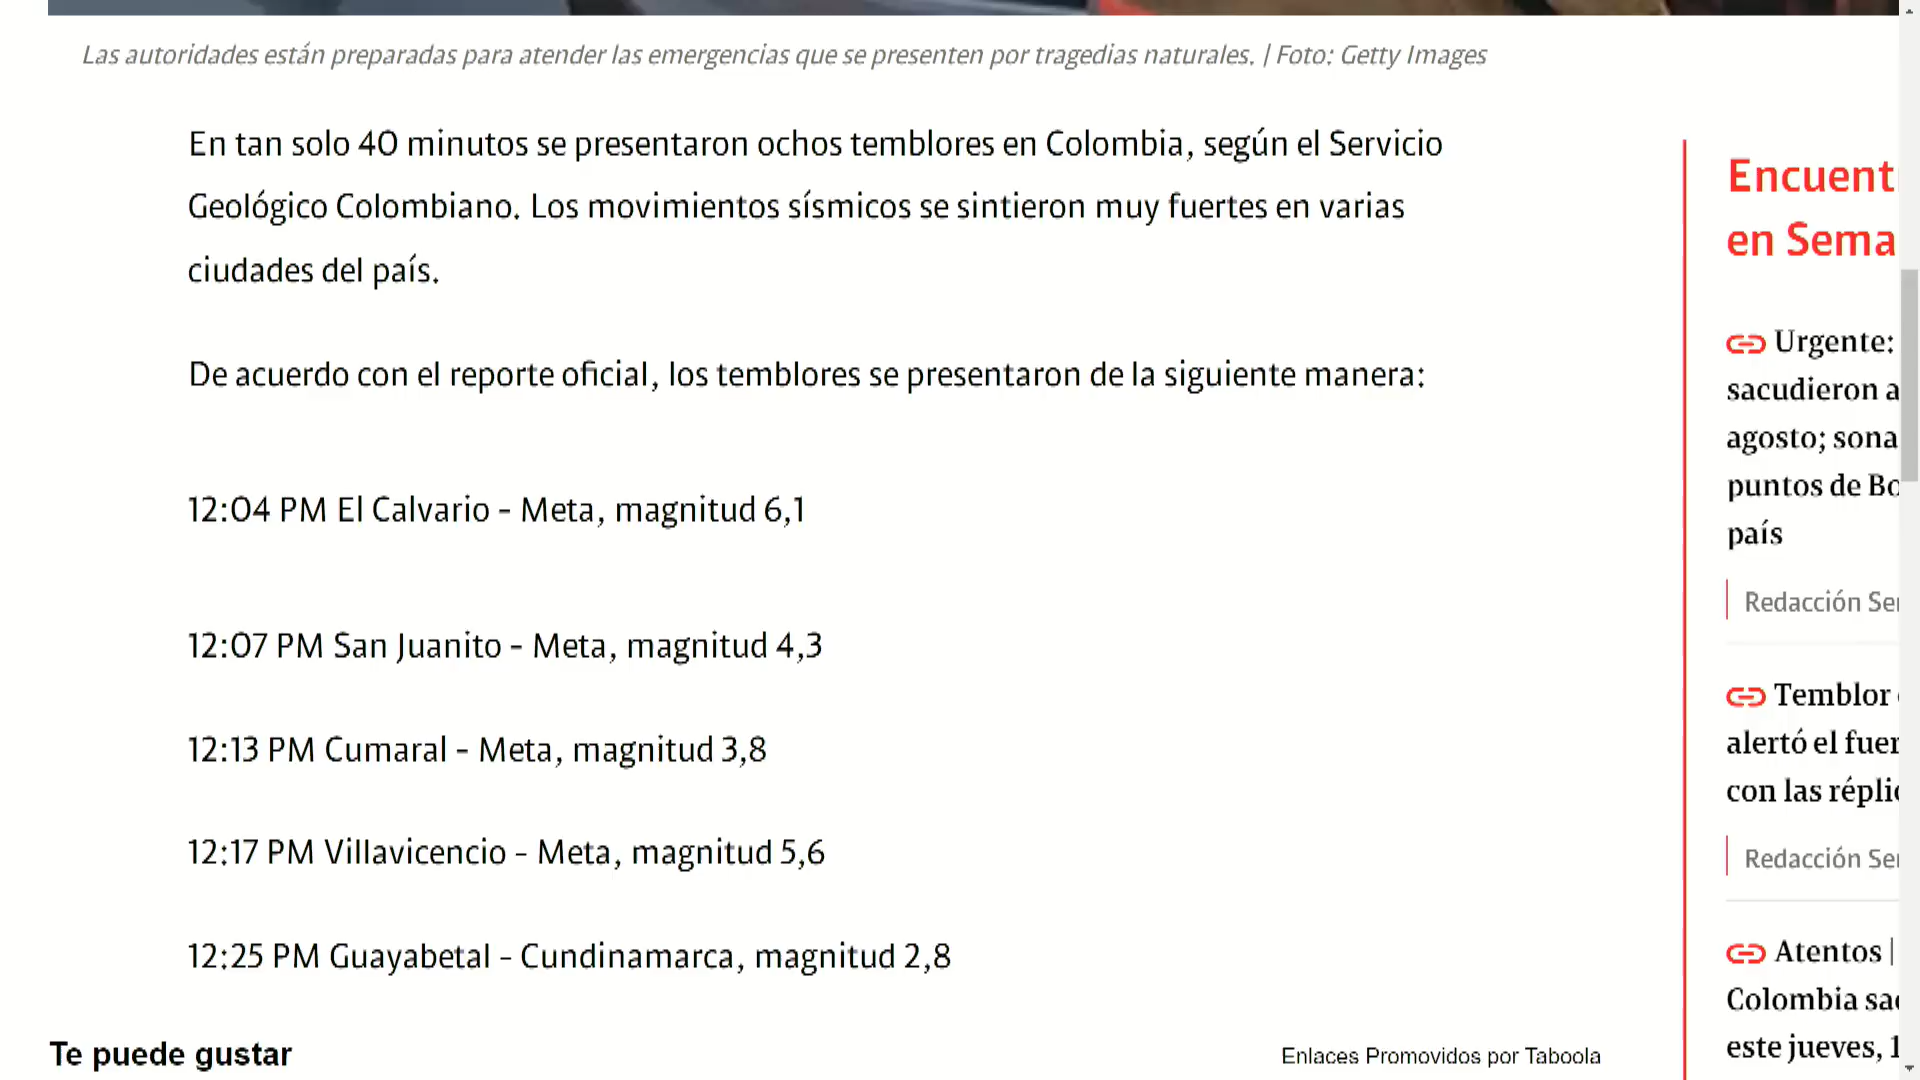 Las autoridades están preparadas para atender las emergencias que se presenten por tragedias naturales. | Foto: Getty Images
En tan solo 40 minutos se presentaron ochos temblores en Colombia, según el Servicio
Geológico Colombiano. Los movimientos sísmicos se sintieron muy fuertes en varias
ciudades del país.
De acuerdo con el reporte oficial, los temblores se presentaron de la siguiente manera:
12:04 PM El Calvario - Meta, magnitud 6,1
12:07 PM San Juanito - Meta, magnitud 4,3
12:13 PM Cumaral - Meta, magnitud 3,8
12:17 PM Villavicencio - Meta, magnitud 5,6
12:25 PM Guayabetal - Cundinamarca, magnitud 2,8
Te puede gustar
Enlaces Promovidos por Taboola
Encuent
en Sema
Urgente:
sacudieron a
agosto; sona
puntos de Bo
país
Redacción Se
Temblor
alertó el fuer
con las réplic
Redacción Se
Atentos |
Colombia sa
este jueves, 1